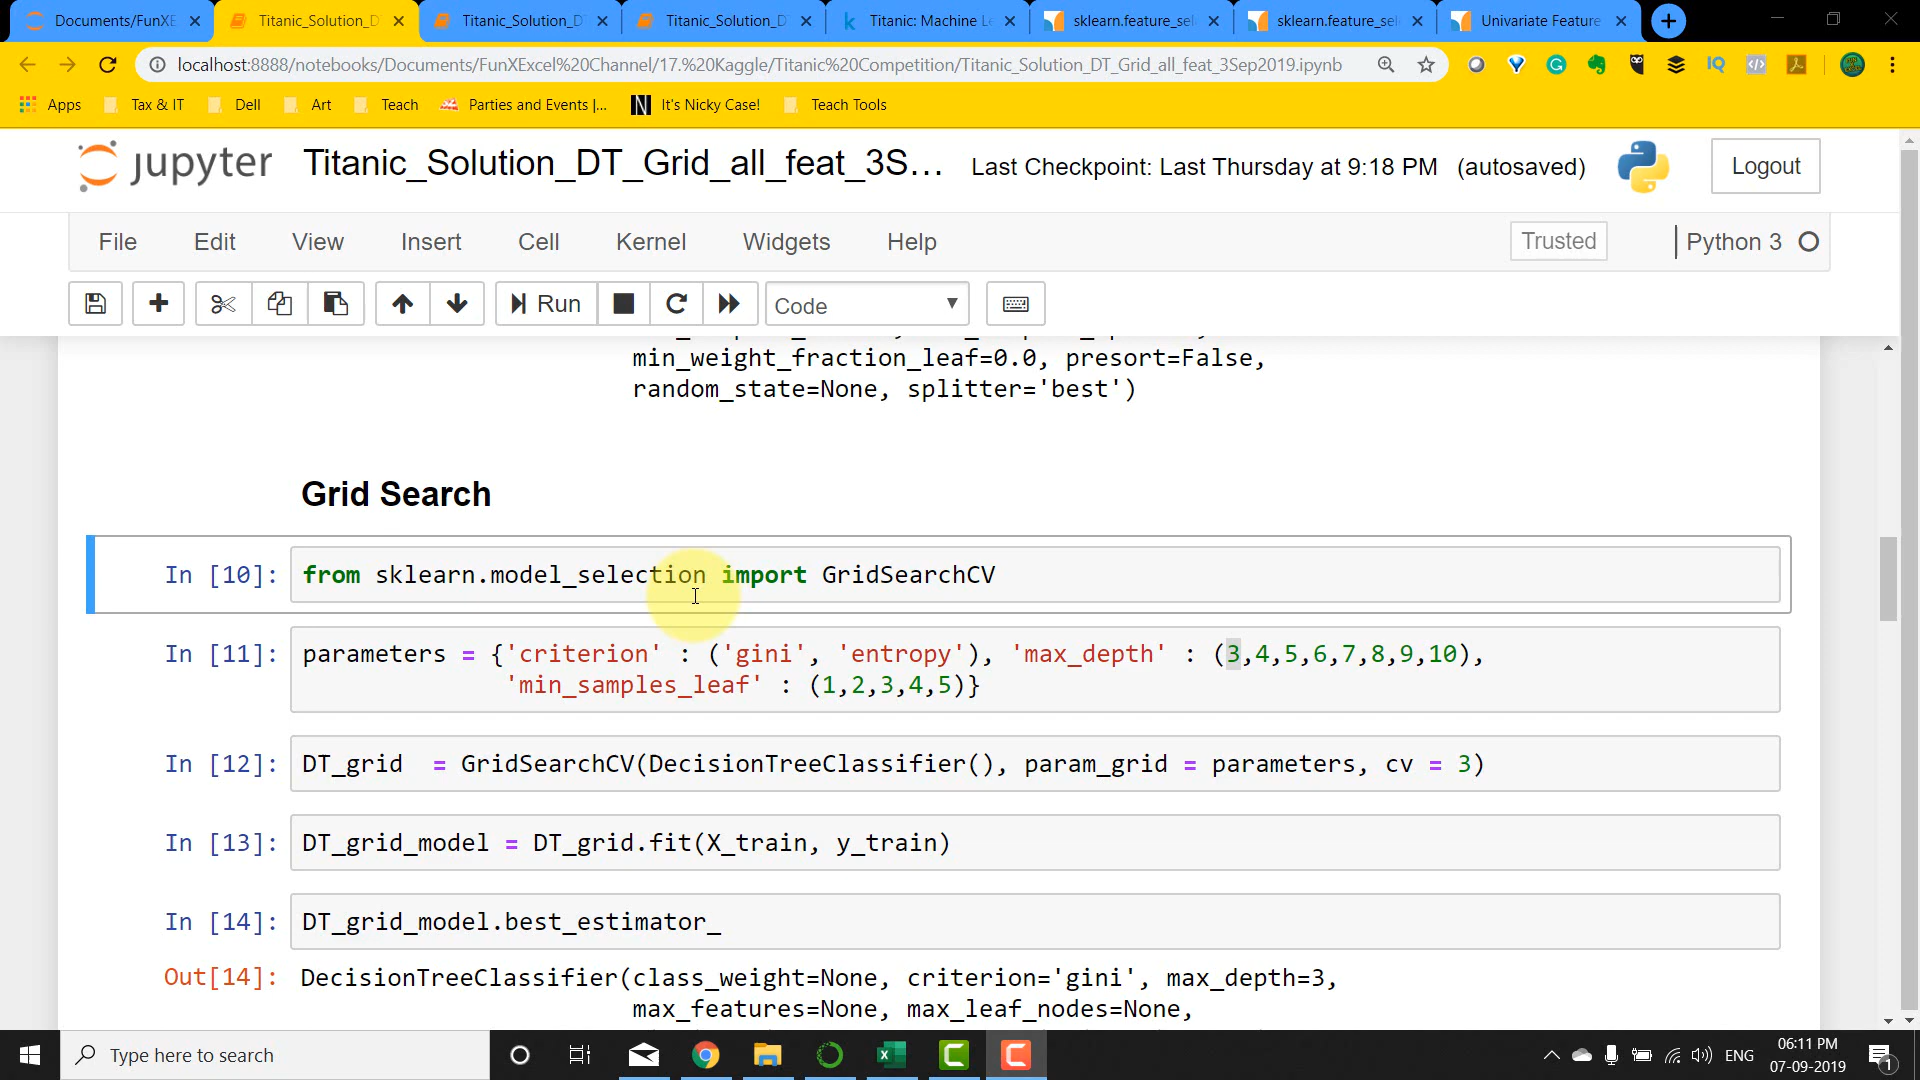 Documents/FunXE
Titanic_Solution_D
Titanic_Solution_D
Titanic_Solution_D
Titanic: Machine Le
sklearn.feature_sel
sklearn.feature_sel
Univariate Feature
localhost:8888/notebooks/Documents/FunXExcel%20Channel/17.%20Kaggle/Titanic%20Competition/Titanic_Solution_DT_Grid_all_feat_3Sep2019.ipynb
Apps Tax & IT Dell Art Teach Parties and Events |... It's Nicky Case! Teach Tools
jupyter Titanic_Solution_DT_Grid_all_feat_3S... Last Checkpoint: Last Thursday at 9:18 PM (autosaved) Logout
File Edit View Insert Cell Kernel Widgets Help Trusted Python 3
Run Code
min_weight_fraction_leaf=0.0, presort=False,
random_state=None, splitter='best')
Grid Search
In [10]: from sklearn.model_selection import GridSearchCV
In [11]: parameters = {'criterion' : ('gini', 'entropy'), 'max_depth' : (3,4,5,6,7,8,9,10),
'min_samples_leaf' : (1,2,3,4,5)}
In [12]: DT_grid = GridSearchCV(DecisionTreeClassifier(), param_grid = parameters, cv = 3)
In [13]: DT_grid_model = DT_grid.fit(X_train, y_train)
In [14]: DT_grid_model.best_estimator_
Out[14]: DecisionTreeClassifier(class_weight=None, criterion='gini', max_depth=3,
max_features=None, max_leaf_nodes=None,
Type here to search
ENG
06:11 PM
07-09-2019
1